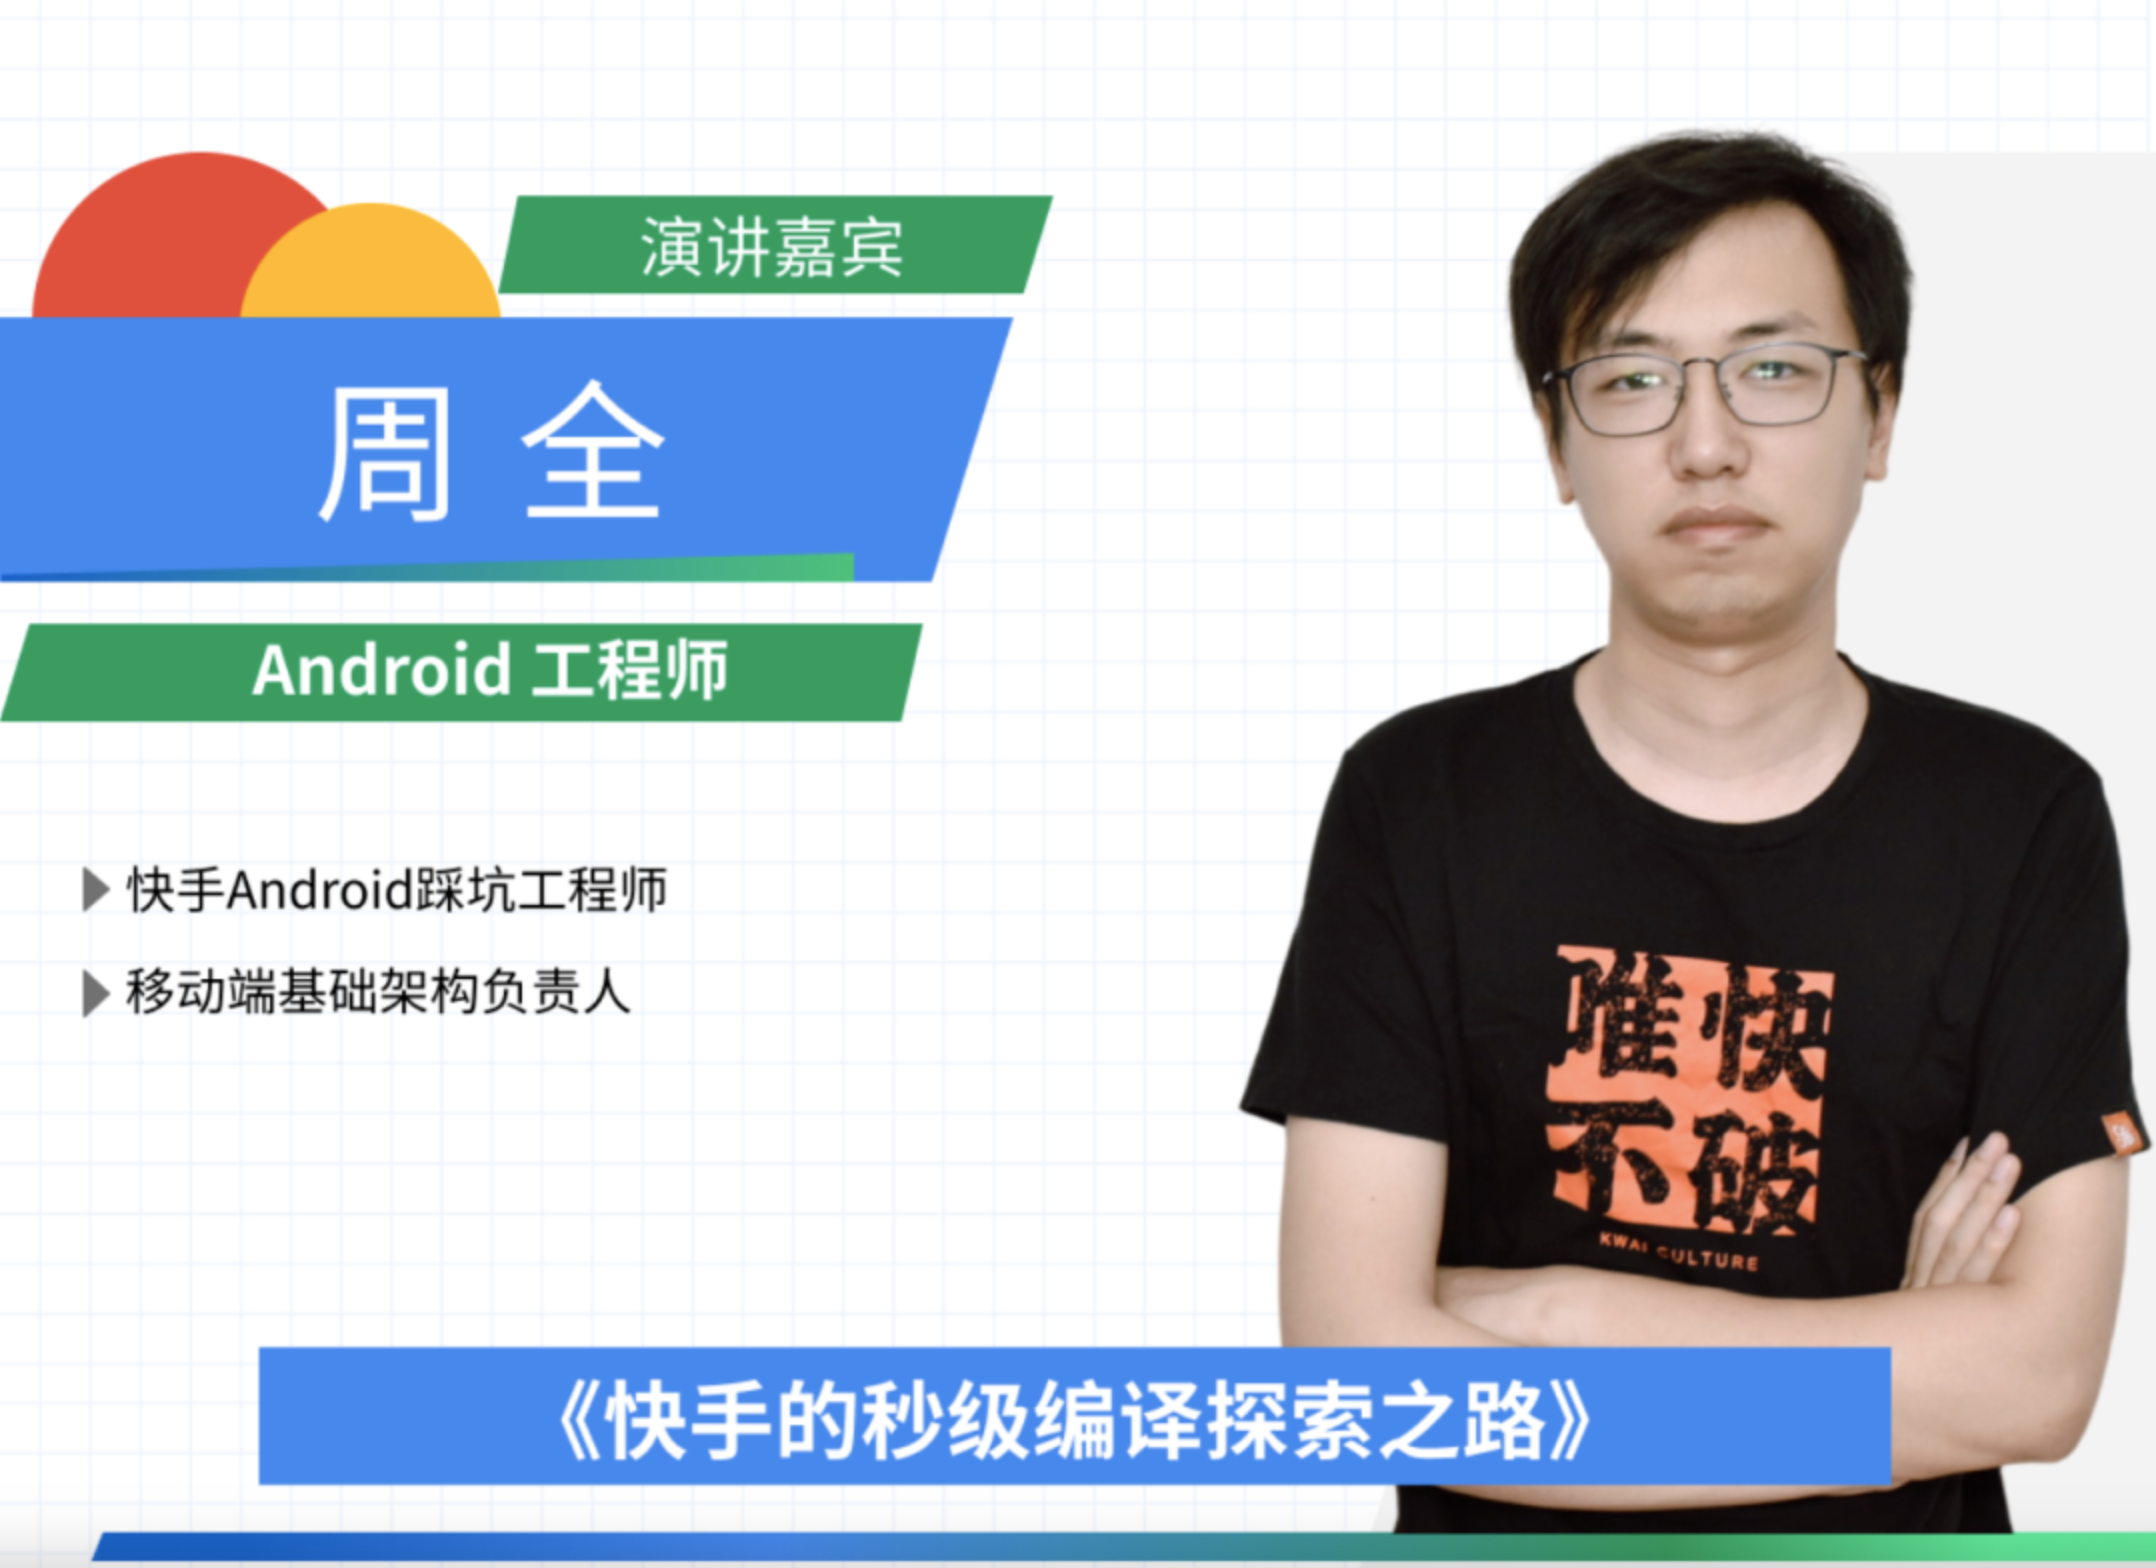 演讲嘉宾
周全
Android 工程师
快手Android踩坑工程师
移动端基础架构负责人
唯快
不破
KWAI CULTURE
《快手的秒级编译探索之路》